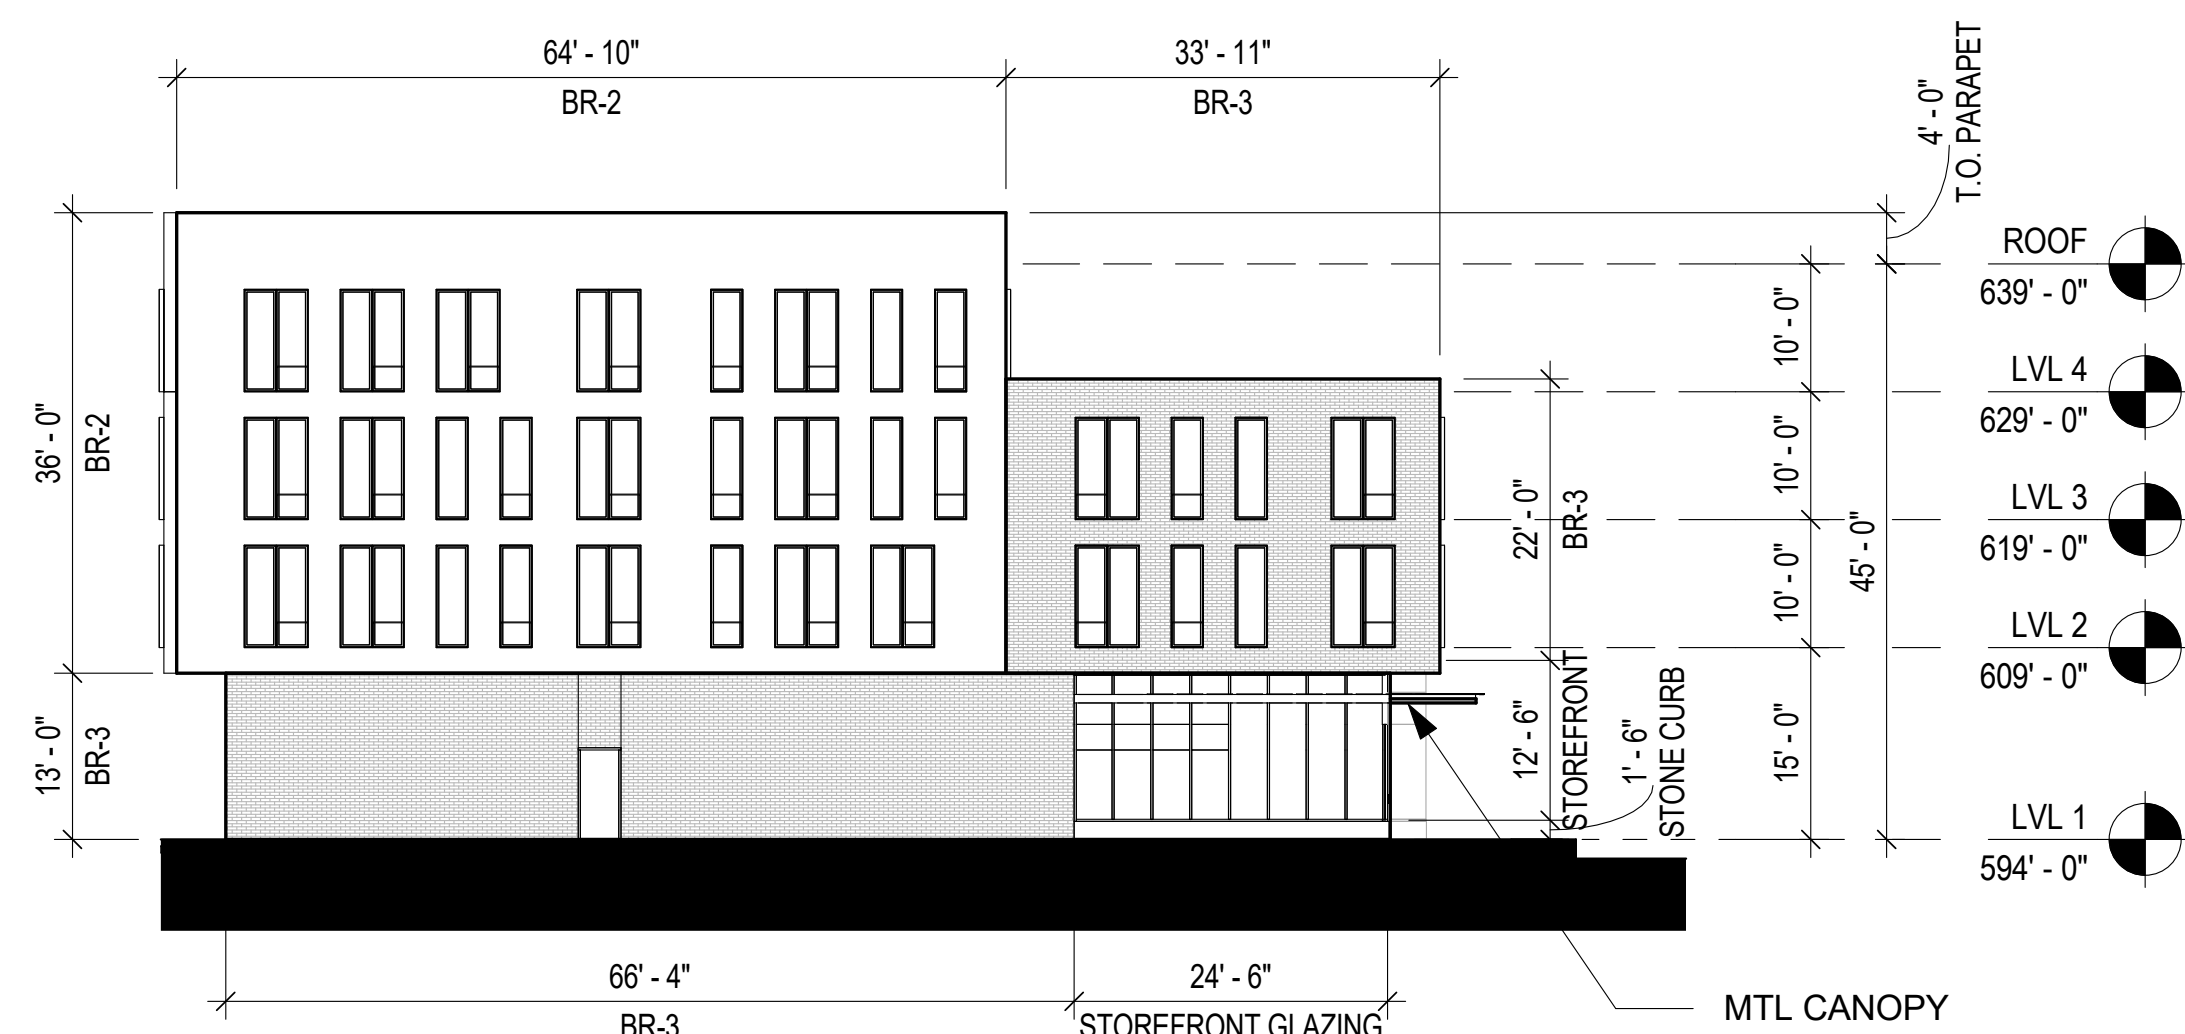 64' - 10"
BR-2
33' - 11"
BR-3
4' - 0"
T.O. PARAPET
ROOF
639' - 0"
LVL 4
629' - 0"
LVL 3
619' - 0"
LVL 2
609' - 0"
LVL 1
594' - 0"
36' - 0"
BR-2
13' - 0"
BR-3
22' - 0"
BR-3
12' - 6"
STOREFRONT
1' - 6"
STONE CURB
10' - 0"
10' - 0"
10' - 0"
15' - 0"
45' - 0"
66' - 4"
BR-3
24' - 6"
STOREFRONT GLAZING
MTL CANOPY